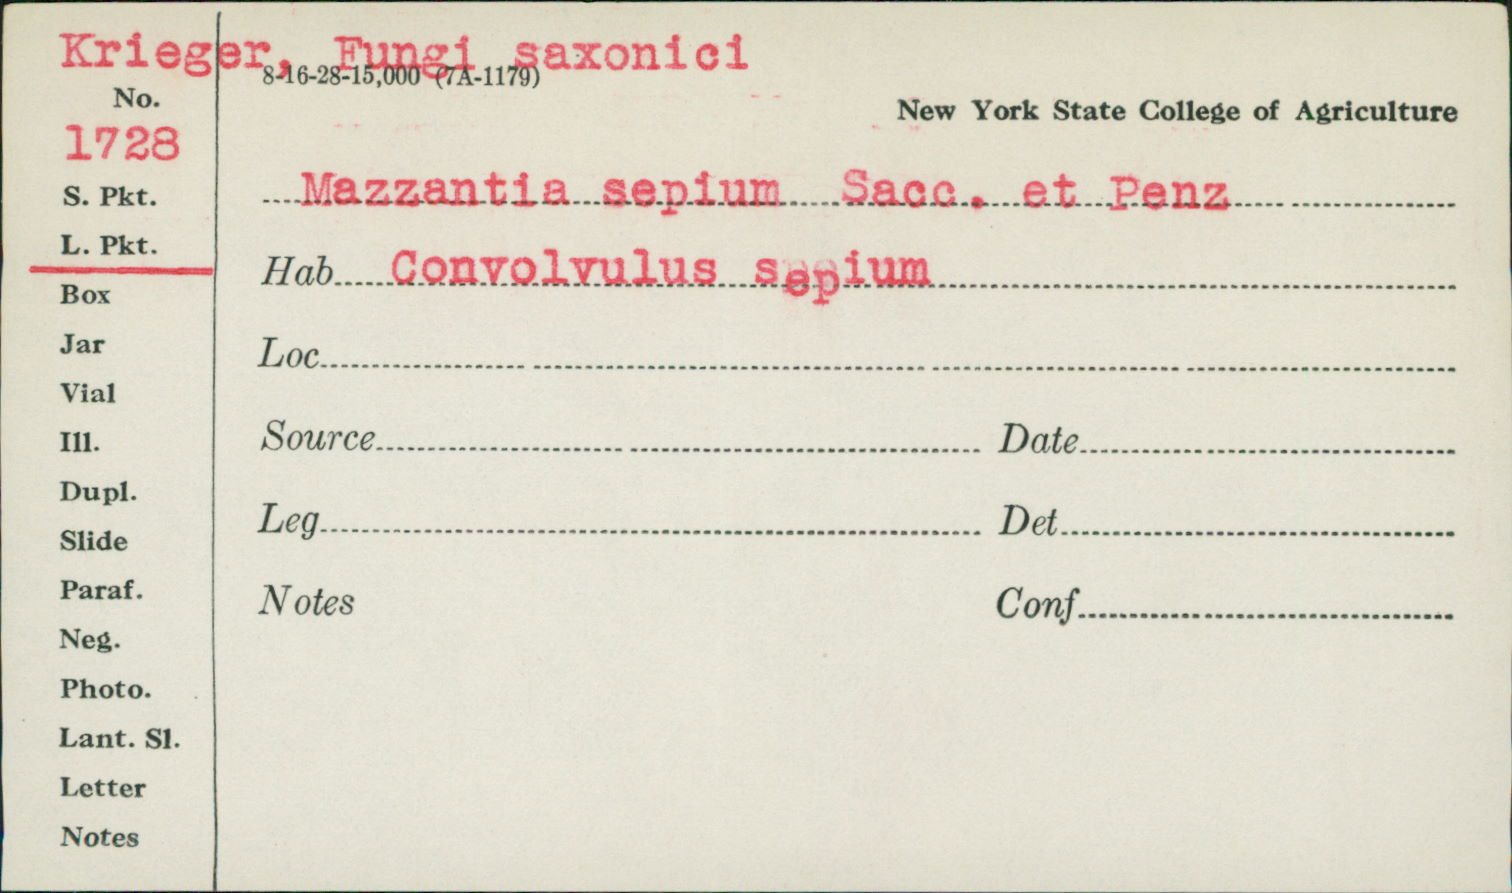 Krieger, Fungi saxonici
8-16-28-15,000 (7A-1179)
No.
New York State College of Agriculture
1728
S. Pkt.
Mazzantia sepium Sacc. et Penz
L. Pkt.
Hab. Convolvulus sepium
Box
Jar
Loc.
Vial
Ill.
Source
Date
Dupl.
Slide
Leg
Det
Paraf.
Notes
Conf.
Neg.
Photo.
Lant. Sl.
Letter
Notes